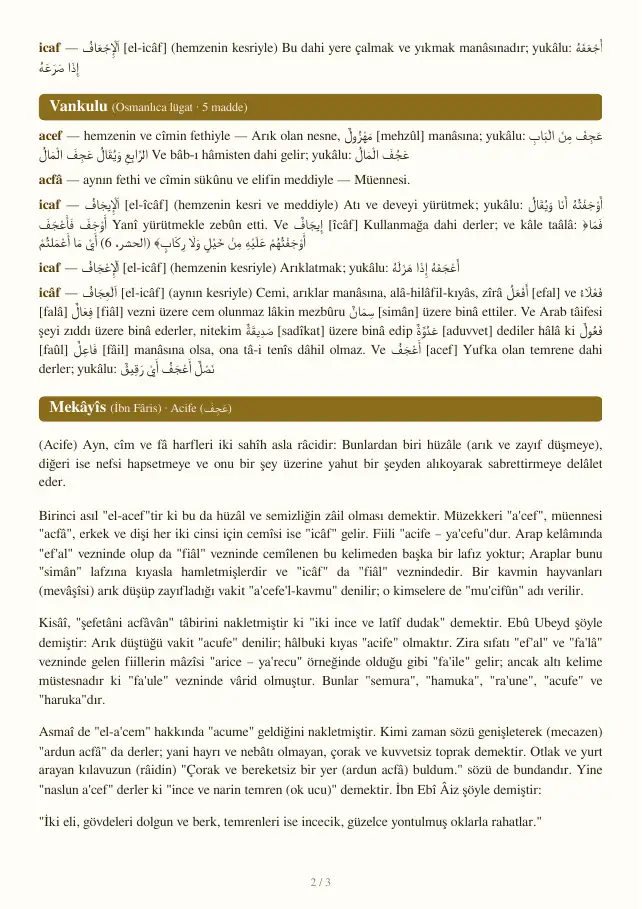 icaf — اَلْإِجْعَافُ [el-icâf] (hemzenin kesriyle) Bu dahi yere çalmak ve yıkmak manâsınadır; yukâlu: أَجْعَفَهُ
إِذَا صَرَعَهُ
Vankulu (Osmanlıca lügat · 5 madde)
acef — hemzenin ve cîmin fethiyle — Arık olan nesne, مَهْزُولٌ [mehzûl] manâsına; yukâlu: عَجِفَ مِنَ الْبَابِ
الرَّابِعِ وَيُقَالُ عَجِفَ الْمَالُ Ve bâb-ı hâmisten dahi gelir; yukâlu: عَجُفَ الْمَالُ
acfâ — aynın fethi ve cîmin sükûnu ve elifin meddiyle — Müennesi.
icaf — اَلْإِيجَافُ [el-îcâf] (hemzenin kesri ve meddiyle) Atı ve deveyi yürütmek; yukâlu: أَوْجَفْتُهُ أَنَا وَيُقَالُ
أَوْجَفَ فَأَعْجَفَ Yanî yürütmekle zebûn etti. Ve إِيجَافٌ [îcâf] Kullanmağa dahi derler; ve kâle taâlâ: ﴿فَمَا
أَوْجَفْتُمْ عَلَيْهِ مِنْ خَيْلٍ وَلَا رِكَابٍ﴾ (الحشر، 6) أَيْ مَا أَعْمَلْتُمْ
icaf — اَلْإِعْجَافُ [el-icâf] (hemzenin kesriyle) Arıklatmak; yukâlu: أَعْجَفَهُ إِذَا هَزَلَهُ
icâf — اَلْعِجَافُ [el-icâf] (aynın kesriyle) Cemi, arıklar manâsına, alâ-hilâfil-kıyâs, zîrâ أَفْعَلُ [efal] ve فَعْلَاءُ
[falâ] فِعَالٌ [fiâl] vezni üzere cem olunmaz lâkin mezbûru سِمَانٌ [simân] üzere binâ ettiler. Ve Arab tâifesi
şeyi zıddı üzere binâ ederler, nitekim صَدِيقَةٌ [sadîkat] üzere binâ edip عَدُوَّةٌ [aduvvet] dediler hâlâ ki فَعُولٌ
[faûl] فَاعِلٌ [fâil] manâsına olsa, ona tâ-i tenîs dâhil olmaz. Ve أَعْجَفُ [acef] Yufka olan temrene dahi
derler; yukâlu: نَصْلٌ أَعْجَفُ أَيْ رَقِيقٌ
Mekâyîs (İbn Fâris) · Acife (عَجِفَ)
(Acife) Ayn, cîm ve fâ harfleri iki sahîh asla râcidir: Bunlardan biri hüzâle (arık ve zayıf düşmeye),
diğeri ise nefsi hapsetmeye ve onu bir şey üzerine yahut bir şeyden alıkoyarak sabrettirmeye delâlet
eder.
Birinci asıl "el-acef"tir ki bu da hüzâl ve semizliğin zâil olması demektir. Müzekkeri "a'cef", müennesi
"acfâ", erkek ve dişi her iki cinsi için cemîsi ise "icâf" gelir. Fiili "acife – ya'cefu"dur. Arap kelâmında
"ef'al" vezninde olup da "fiâl" vezninde cemîlenen bu kelimeden başka bir lafız yoktur; Araplar bunu
"simân" lafzına kıyasla hamletmişlerdir ve "icâf" da "fiâl" veznindedir. Bir kavmin hayvanları
(mevâşîsi) arık düşüp zayıfladığı vakit "a'cefe'l-kavmu" denilir; o kimselere de "mu'cifûn" adı verilir.
Kisâî, "şefetâni acfâvân" tâbirini nakletmiştir ki "iki ince ve latîf dudak" demektir. Ebû Ubeyd şöyle
demiştir: Arık düştüğü vakit "acufe" denilir; hâlbuki kıyas "acife" olmaktır. Zira sıfatı "ef'al" ve "fa'lâ"
vezninde gelen fiillerin mâzîsi "arice – ya'recu" örneğinde olduğu gibi "fa'ile" gelir; ancak altı kelime
müstesnadır ki "fa'ule" vezninde vârid olmuştur. Bunlar "semura", "hamuka", "ra'une", "acufe" ve
"haruka"dır.
Asmaî de "el-a'cem" hakkında "acume" geldiğini nakletmiştir. Kimi zaman sözü genişleterek (mecazen)
"ardun acfâ" da derler; yani hayrı ve nebâtı olmayan, çorak ve kuvvetsiz toprak demektir. Otlak ve yurt
arayan kılavuzun (râidin) "Çorak ve bereketsiz bir yer (ardun acfâ) buldum." sözü de bundandır. Yine
"naslun a'cef" derler ki "ince ve narin temren (ok ucu)" demektir. İbn Ebî Âiz şöyle demiştir:
"İki eli, gövdeleri dolgun ve berk, temrenleri ise incecik, güzelce yontulmuş oklarla rahatlar."
2 / 3